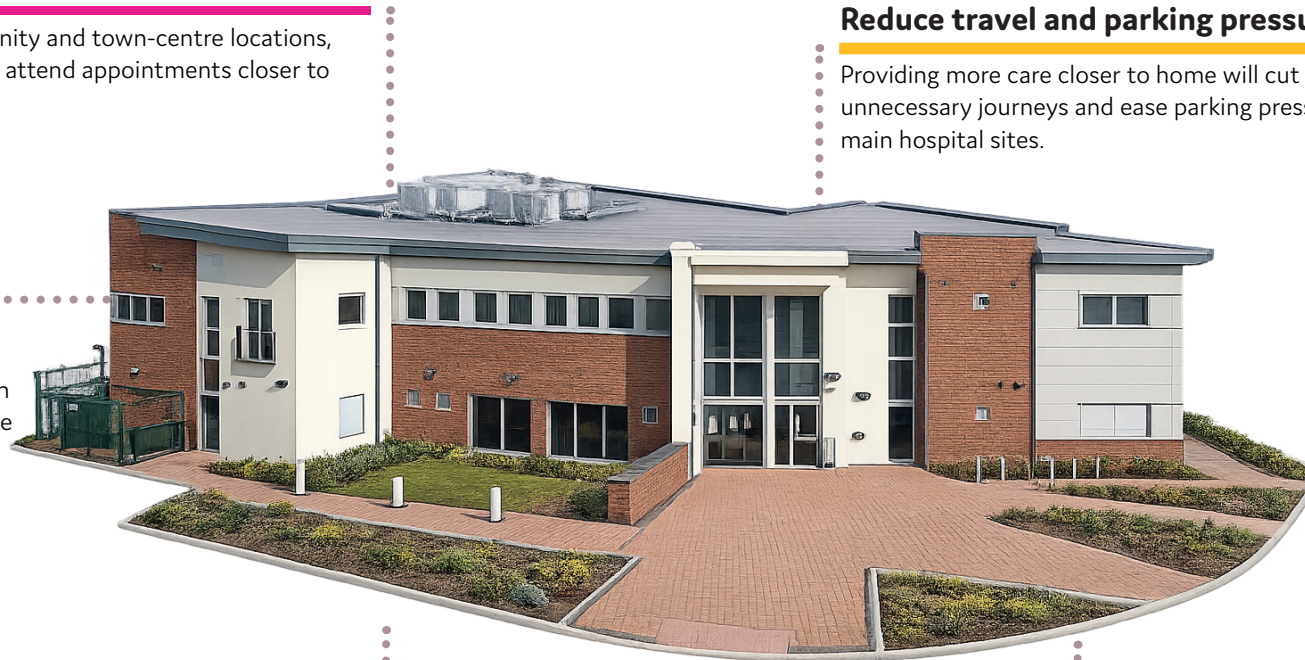 nity and town-centre locations,
attend appointments closer to
Reduce travel and parking pressu
Providing more care closer to home will cut
unnecessary journeys and ease parking press
main hospital sites.
n
e